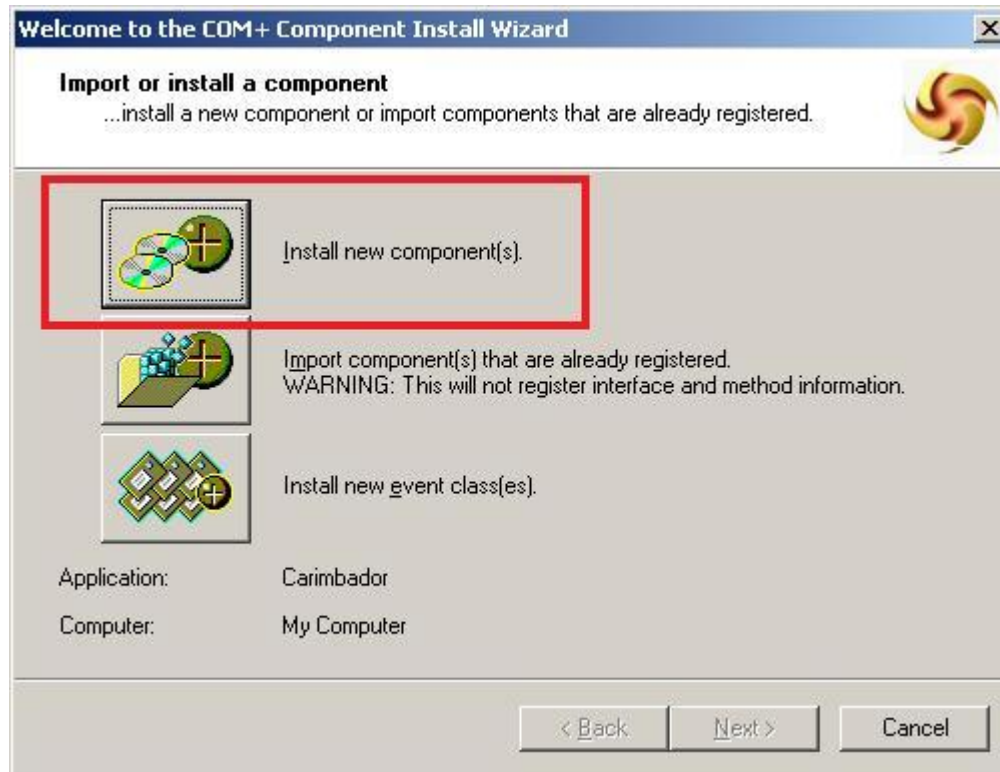 Welcome to the COM+ Component Install Wizard
Import or install a component
...install a new component or import components that are already registered.
Install new component(s).
Import component(s) that are already registered.
WARNING: This will not register interface and method information.
Install new event class(es).
Application: Carimbador
Computer: My Computer
< Back Next > Cancel